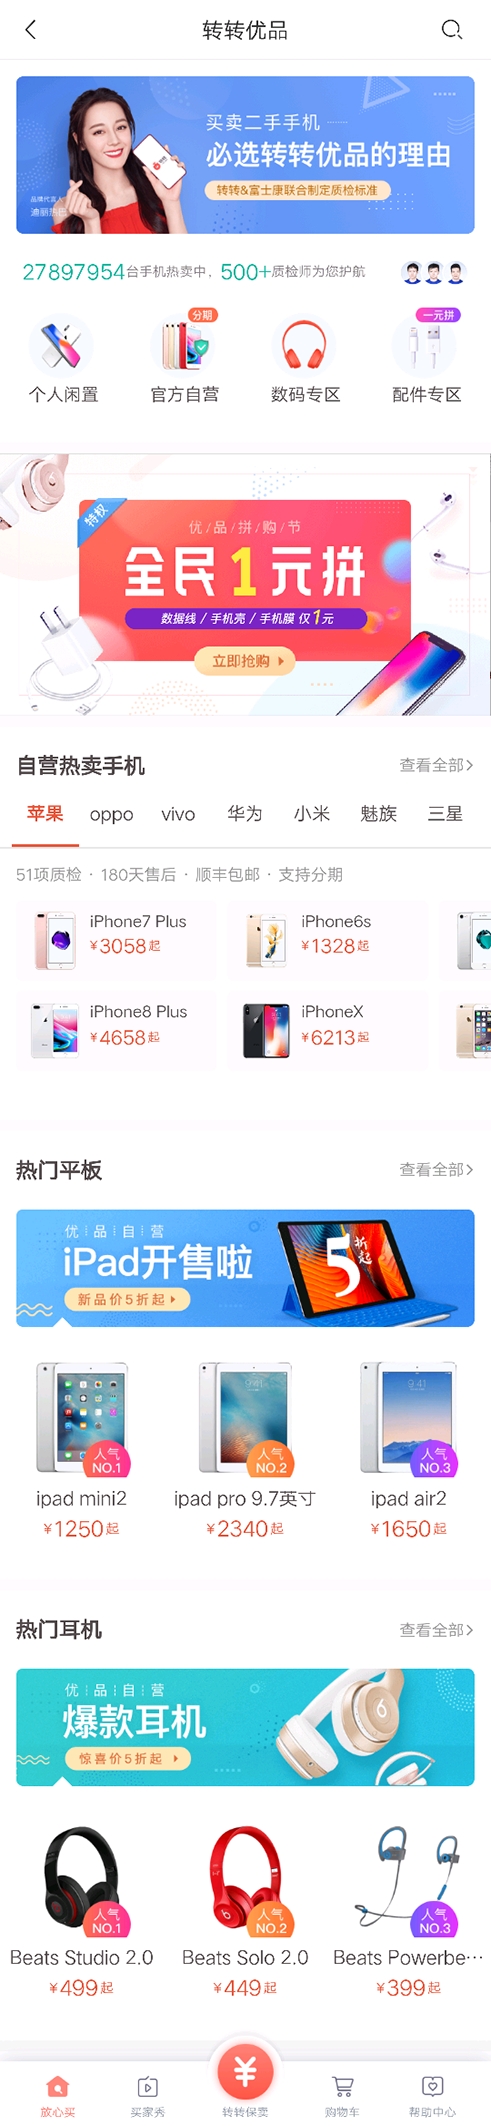 转转优品
买卖二手手机
必选转转优品的理由
转转&富士康联合制定质检标准
品牌代言人
迪丽热巴
27897954台手机热卖中，500+质检师为您护航
分期
一元拼
个人闲置
官方自营
数码专区
配件专区
特权
优/品/拼/购/节
全民1元拼
数据线 / 手机壳 / 手机膜 仅1元
立即抢购
自营热卖手机
查看全部
苹果
oppo
vivo
华为
小米
魅族
三星
51项质检 · 180天售后 · 顺丰包邮 · 支持分期
iPhone7 Plus
¥3058起
iPhone6s
¥1328起
iPhone8 Plus
¥4658起
iPhoneX
¥6213起
热门平板
查看全部
优品自营
iPad开售啦
新品价5折起
5折起
人气
NO.1
人气
NO.2
人气
NO.3
ipad mini2
ipad pro 9.7英寸
ipad air2
¥1250起
¥2340起
¥1650起
热门耳机
查看全部
优品自营
爆款耳机
惊喜价5折起
人气
NO.1
人气
NO.2
人气
NO.3
Beats Studio 2.0
Beats Solo 2.0
Beats Powerbe···
¥499起
¥449起
¥399起
¥
放心买
买家秀
转转保卖
购物车
帮助中心